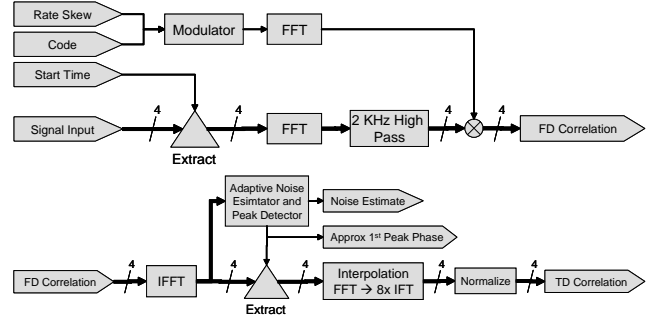 Rate Skew
Modulator
FFT
Code
Start Time
4
4
4
4
Signal Input
FFT
2 KHz High
Pass
FD Correlation
Extract
Adaptive Noise
Esimtator and
Peak Detector
Noise Estimate
Approx 1st Peak Phase
4
4
4
4
4
FD Correlation
IFFT
Interpolation
FFT → 8x IFT
Normalize
TD Correlation
Extract